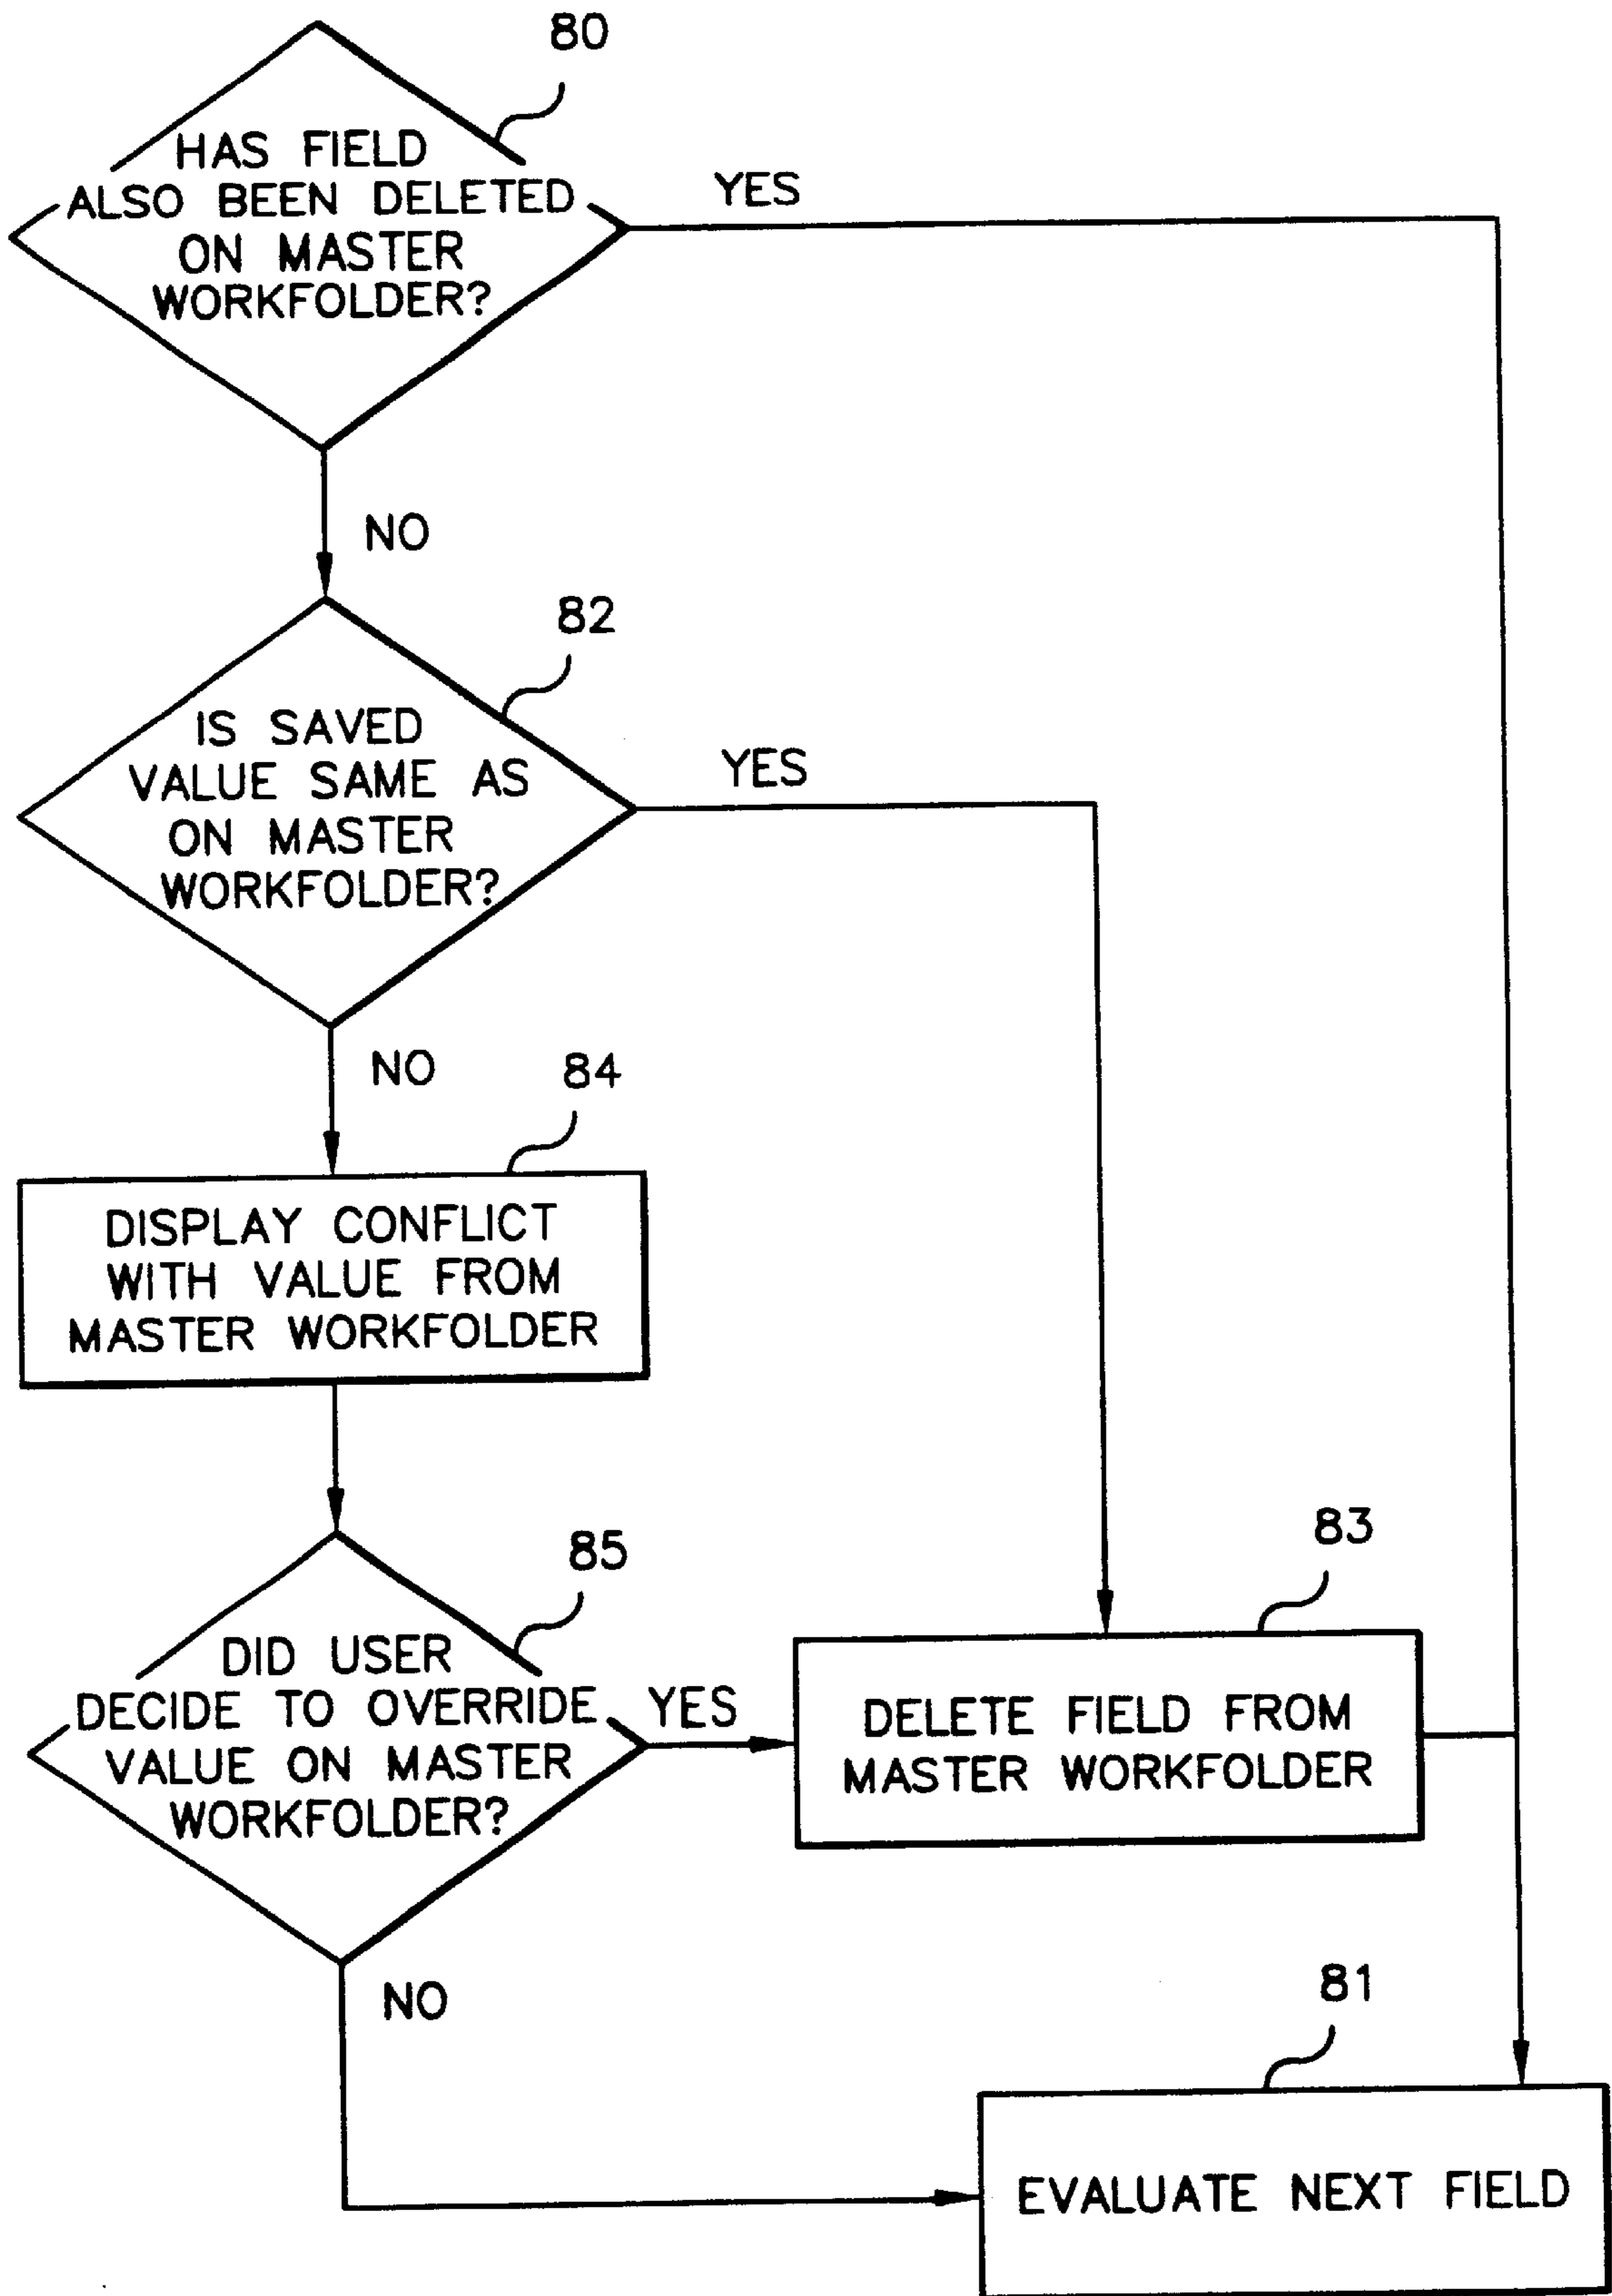 80
HAS FIELD
ALSO BEEN DELETED
ON MASTER
WORKFOLDER?
YES
NO
82
IS SAVED
VALUE SAME AS
ON MASTER
WORKFOLDER?
YES
NO
84
DISPLAY CONFLICT
WITH VALUE FROM
MASTER WORKFOLDER
85
DID USER
DECIDE TO OVERRIDE
VALUE ON MASTER
WORKFOLDER?
YES
83
DELETE FIELD FROM
MASTER WORKFOLDER
NO
81
EVALUATE NEXT FIELD